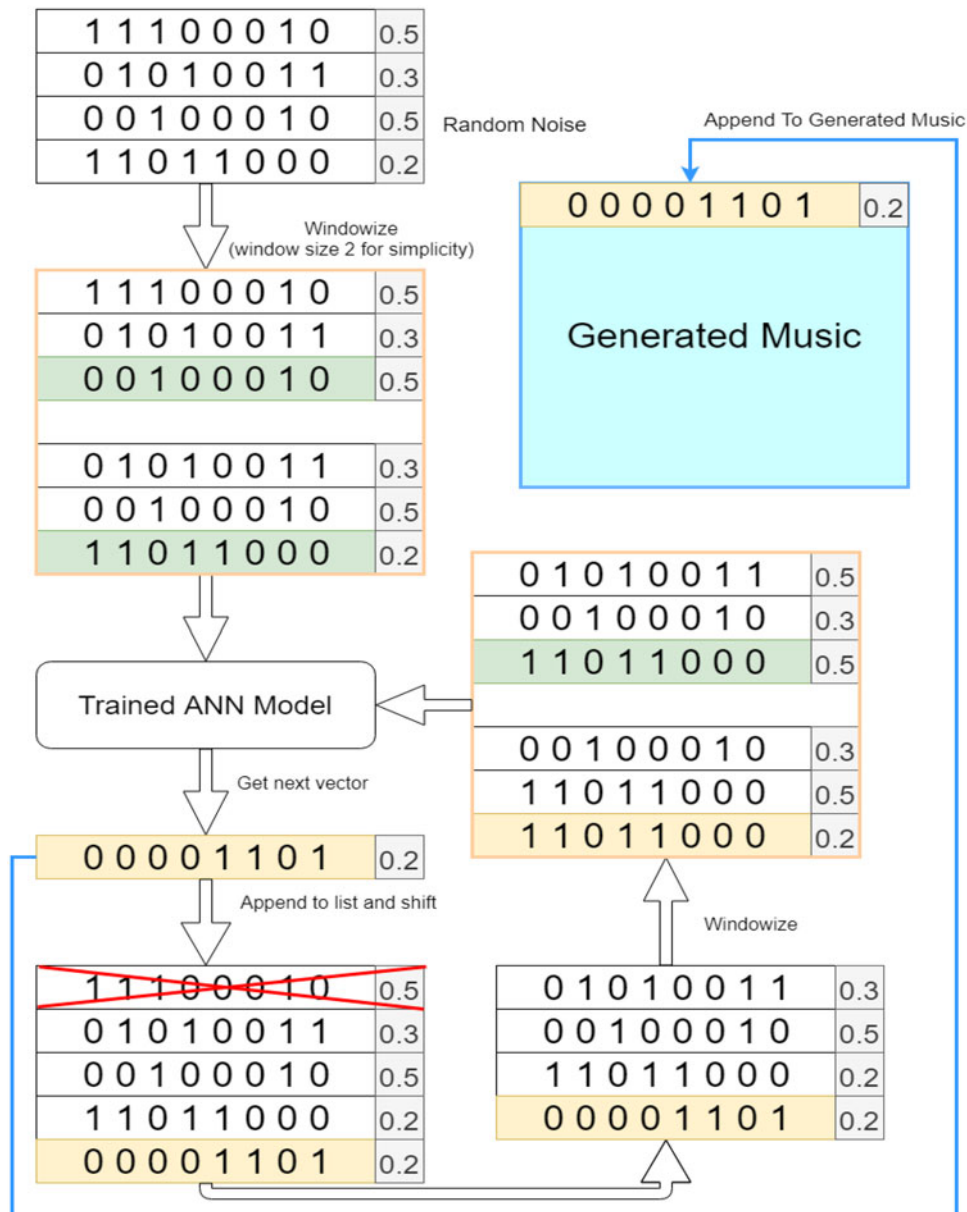 1 1 1 0 0 0 1 0 0.5
0 1 0 1 0 0 1 1 0.3
0 0 1 0 0 0 1 0 0.5
1 1 0 1 1 0 0 0 0.2
Random Noise
Append To Generated Music
0 0 0 0 1 1 0 1 0.2
Generated Music
Windowize
(window size 2 for simplicity)
1 1 1 0 0 0 1 0 0.5
0 1 0 1 0 0 1 1 0.3
0 0 1 0 0 0 1 0 0.5
0 1 0 1 0 0 1 1 0.3
0 0 1 0 0 0 1 0 0.5
1 1 0 1 1 0 0 0 0.2
Trained ANN Model
Get next vector
0 0 0 0 1 1 0 1 0.2
Append to list and shift
1 1 1 0 0 0 1 0 0.5
0 1 0 1 0 0 1 1 0.3
0 0 1 0 0 0 1 0 0.5
1 1 0 1 1 0 0 0 0.2
0 0 0 0 1 1 0 1 0.2
0 1 0 1 0 0 1 1 0.3
0 0 1 0 0 0 1 0 0.5
1 1 0 1 1 0 0 0 0.2
0 0 0 0 1 1 0 1 0.2
Windowize
0 1 0 1 0 0 1 1 0.5
0 0 1 0 0 0 1 0 0.3
1 1 0 1 1 0 0 0 0.5
0 0 1 0 0 0 1 0 0.3
1 1 0 1 1 0 0 0 0.5
1 1 0 1 1 0 0 0 0.2